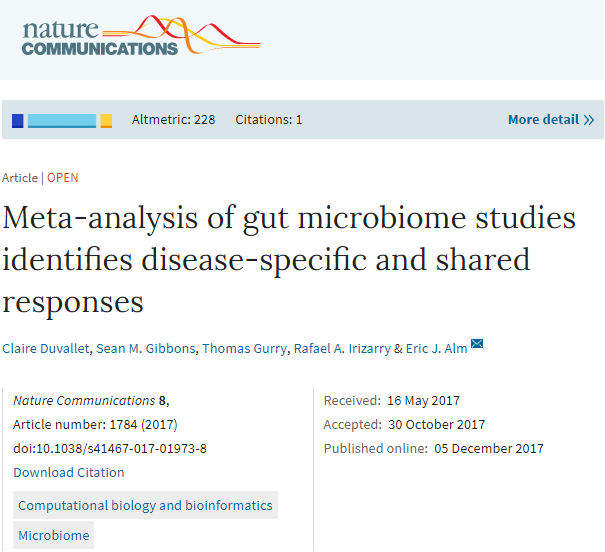 nature
COMMUNICATIONS
Altmetric: 228 Citations: 1 More detail »
Article | OPEN
Meta-analysis of gut microbiome studies
identifies disease-specific and shared
responses
Claire Duvallet, Sean M. Gibbons, Thomas Gurry, Rafael A. Irizarry & Eric J. Alm
Nature Communications 8,
Article number: 1784 (2017)
doi:10.1038/s41467-017-01973-8
Download Citation
Computational biology and bioinformatics
Microbiome
Received: 16 May 2017
Accepted: 30 October 2017
Published online: 05 December 2017